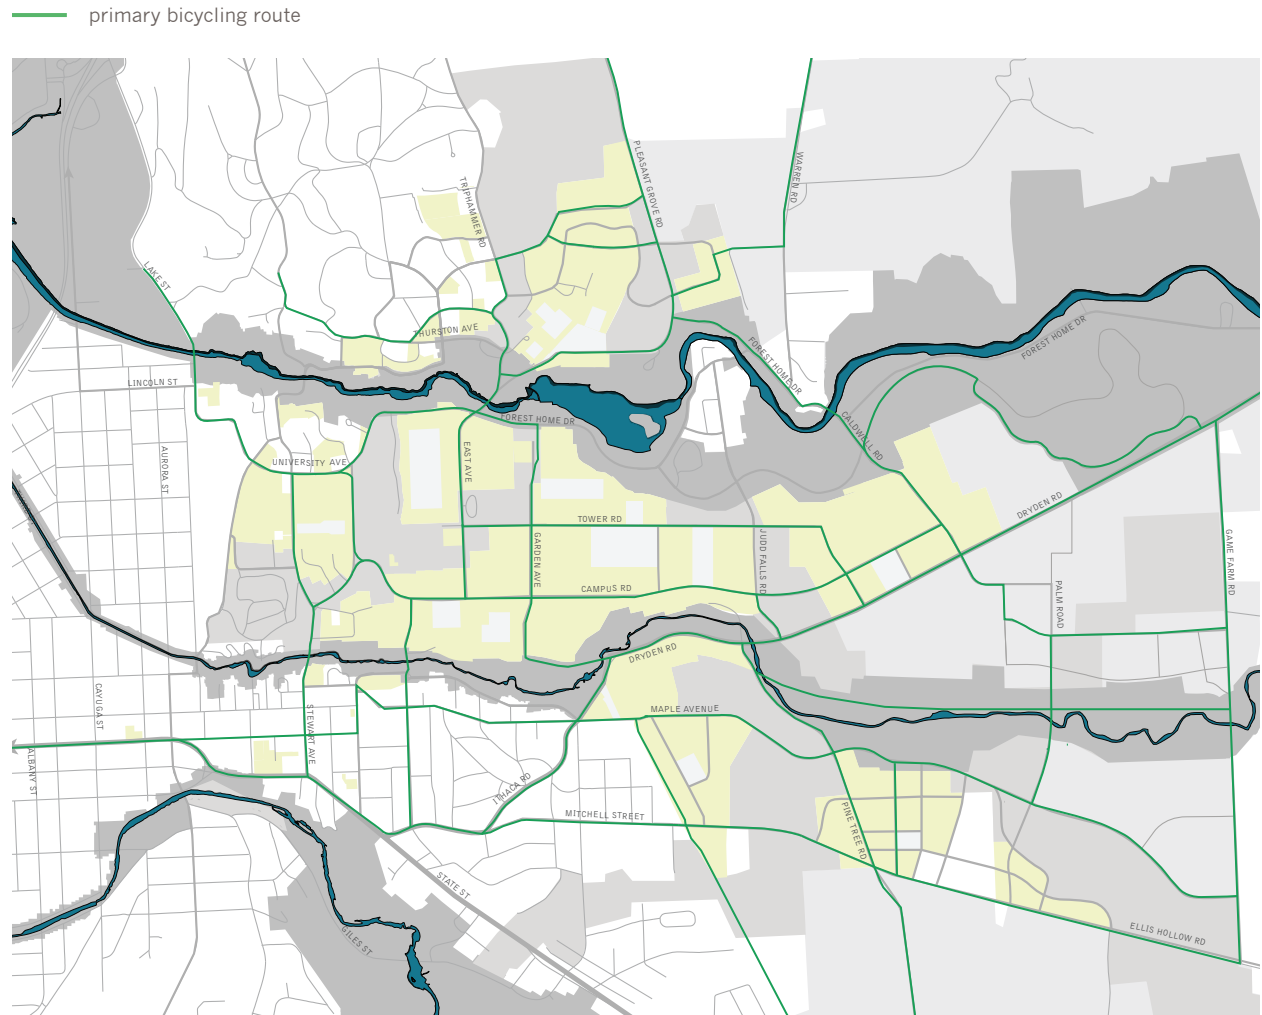 primary bicycling route
PLEASANT GROVE RD
WARREN RD
TRIPHAMMER RD
LAKE ST
THURSTON AVE
FOREST HOME DR
FOREST HOME DR
LINCOLN ST
FOREST HOME DR
CALDWELL RD
AURORA ST
UNIVERSITY AVE
EAST AVE
DRYDEN RD
TOWER RD
GARDEN AVE
JUDD FALLS RD
GAME FARM RD
CAMPUS RD
PALM ROAD
DRYDEN RD
CAYUGA ST
STEWART AVE
MAPLE AVENUE
ALBANY ST
ITHACA RD
MITCHELL STREET
PINE TREE RD
STATE ST
GILES ST
ELLIS HOLLOW RD